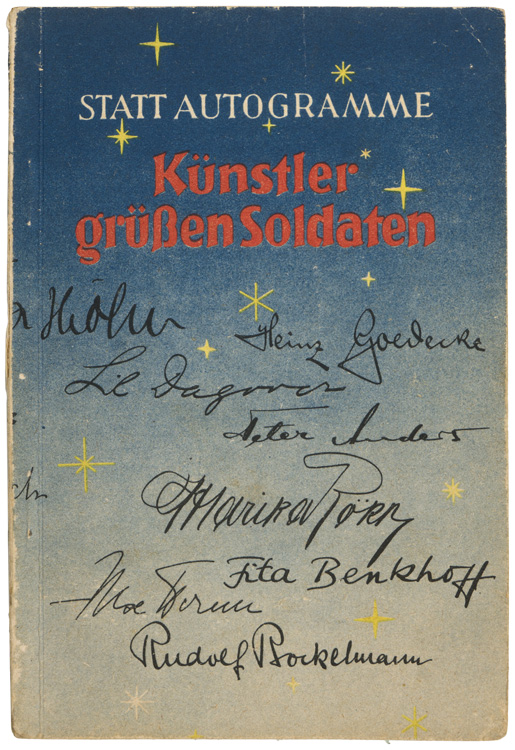 STATT AUTOGRAMME
Künstler
grüßen Soldaten
Heinz Goedecke
Lil Dagover
Peter Anders
Marika Rökk
Fita Benkhoff
Rudolf Bockelmann